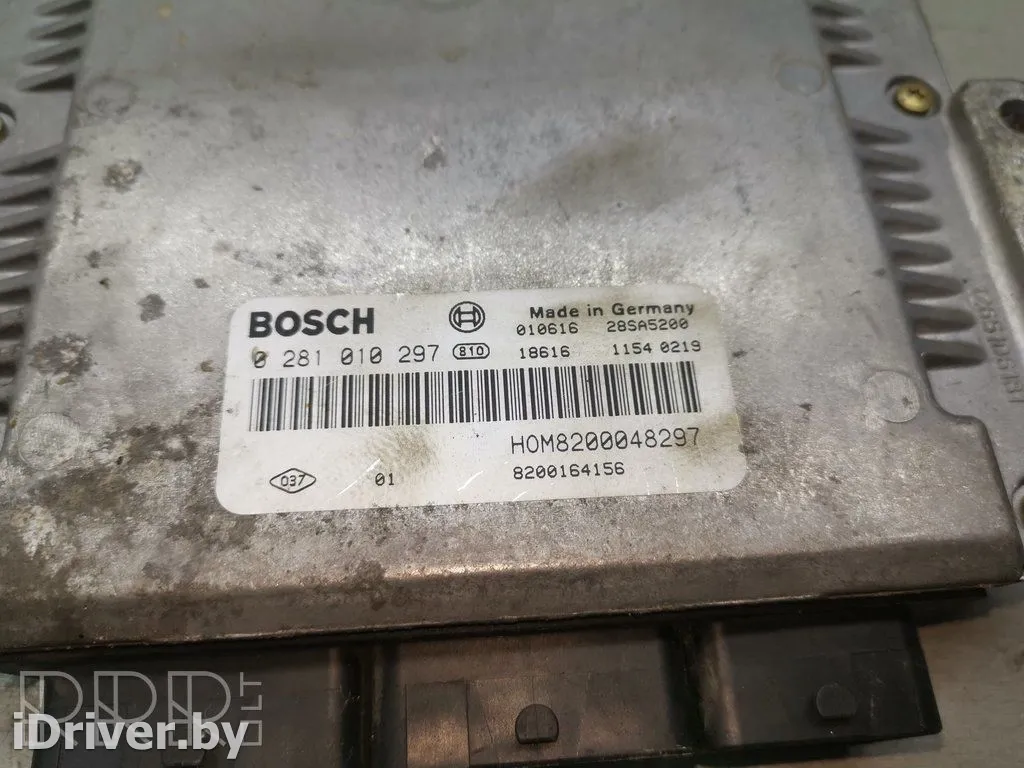 BOSCH
Made in Germany
010616 28SA5200
0 281 010 297 810
18616 1154 0219
HOM8200048297
037 01 8200164156
iDriver.by